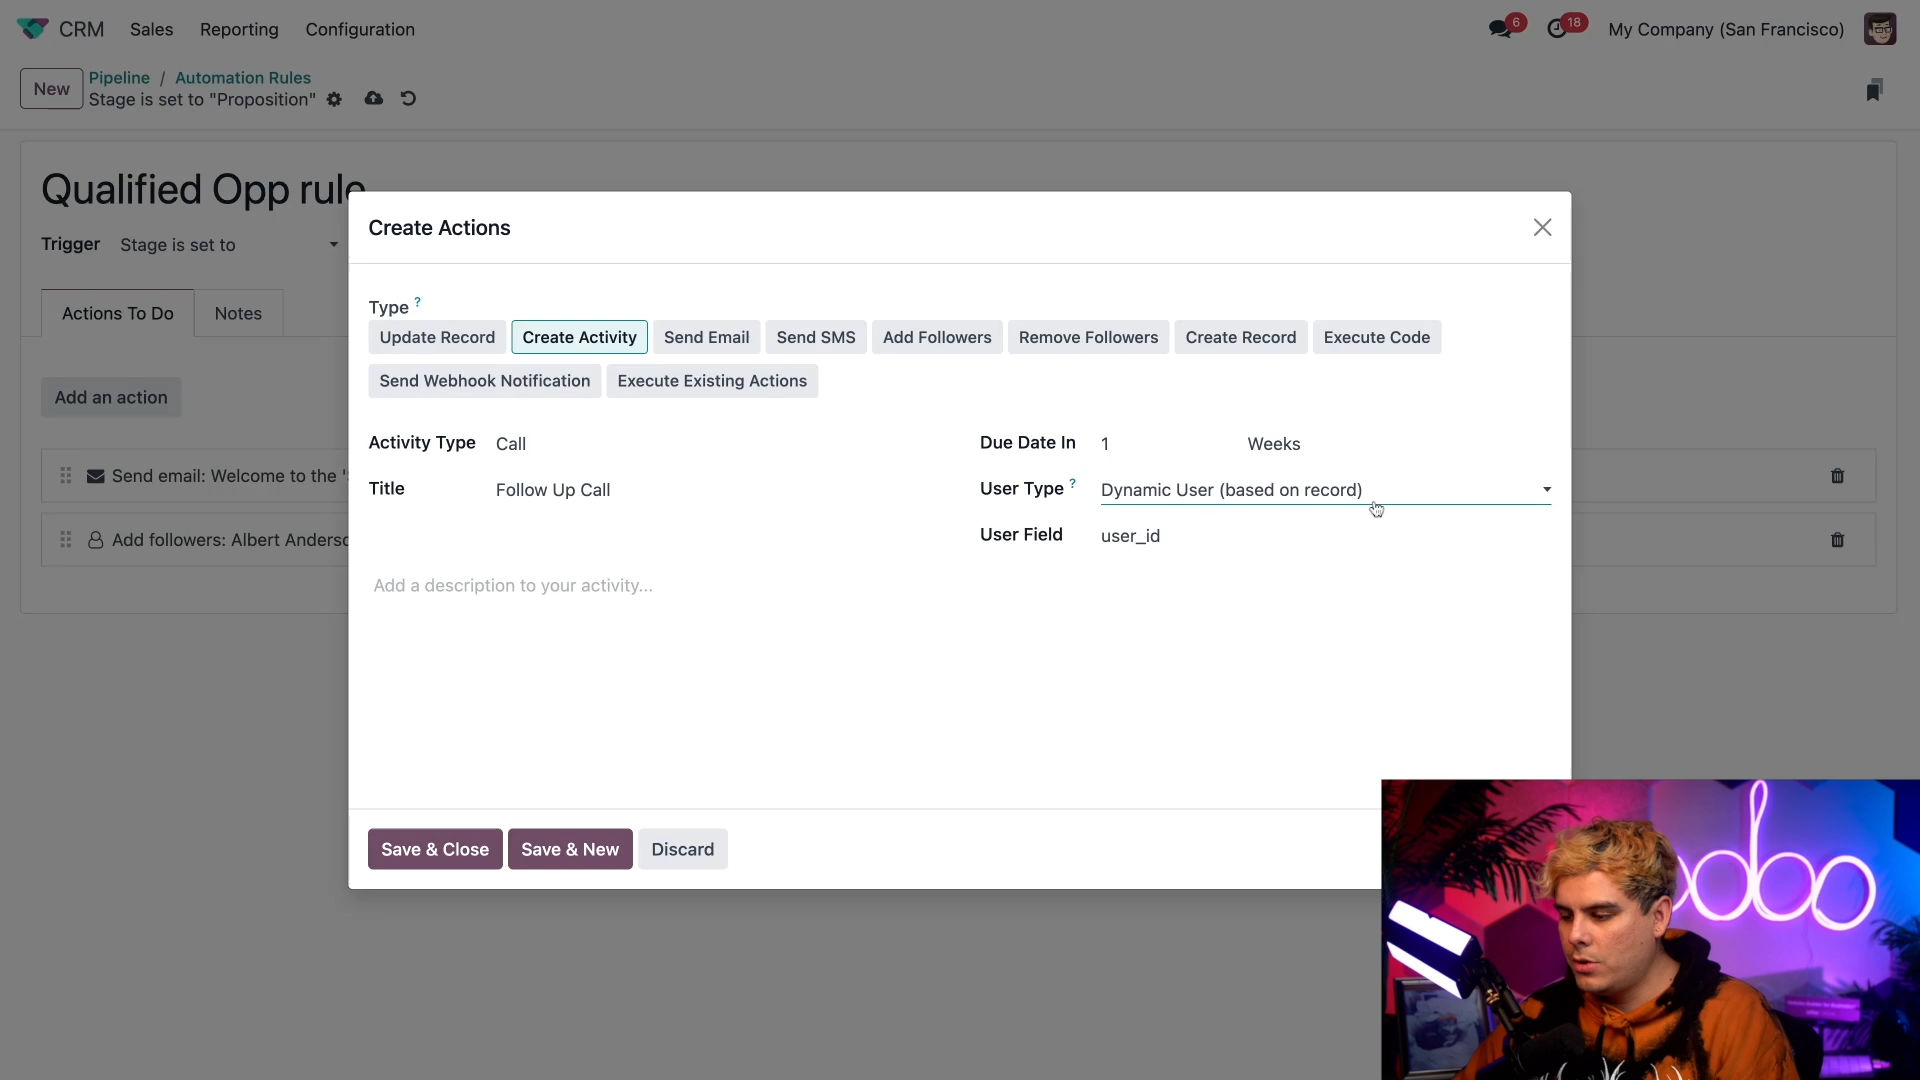 CRM Sales Reporting Configuration 6 18 My Company (San Francisco)
New Pipeline / Automation Rules
Stage is set to "Proposition"
Qualified Opp rule
Trigger Stage is set to
Actions To Do Notes
Add an action
Send email: Welcome to the
Add followers: Albert
Create Actions
Type ?
Update Record Create Activity Send Email Send SMS Add Followers Remove Followers Create Record Execute Code
Send Webhook Notification Execute Existing Actions
Activity Type Call Due Date In 1 Weeks
Title Follow Up Call User Type ? Dynamic User (based on record)
User Field user_id
Add a description to your activity...
Save & Close Save & New Discard
odoo